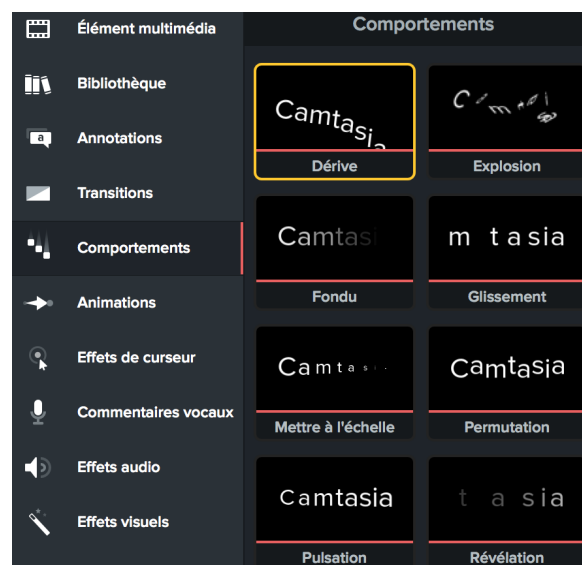 Élément multimédia
Bibliothèque
a
Annotations
Transitions
Comportements
Animations
Effets de curseur
Commentaires vocaux
Effets audio
Effets visuels
Comportements
Camtasia
Dérive
Camtasia
Explosion
Camtasi
Fondu
m tasia
Glissement
Camtas
Mettre à l'échelle
Camtasia
Permutation
Camtasia
Pulsation
t a sia
Révélation